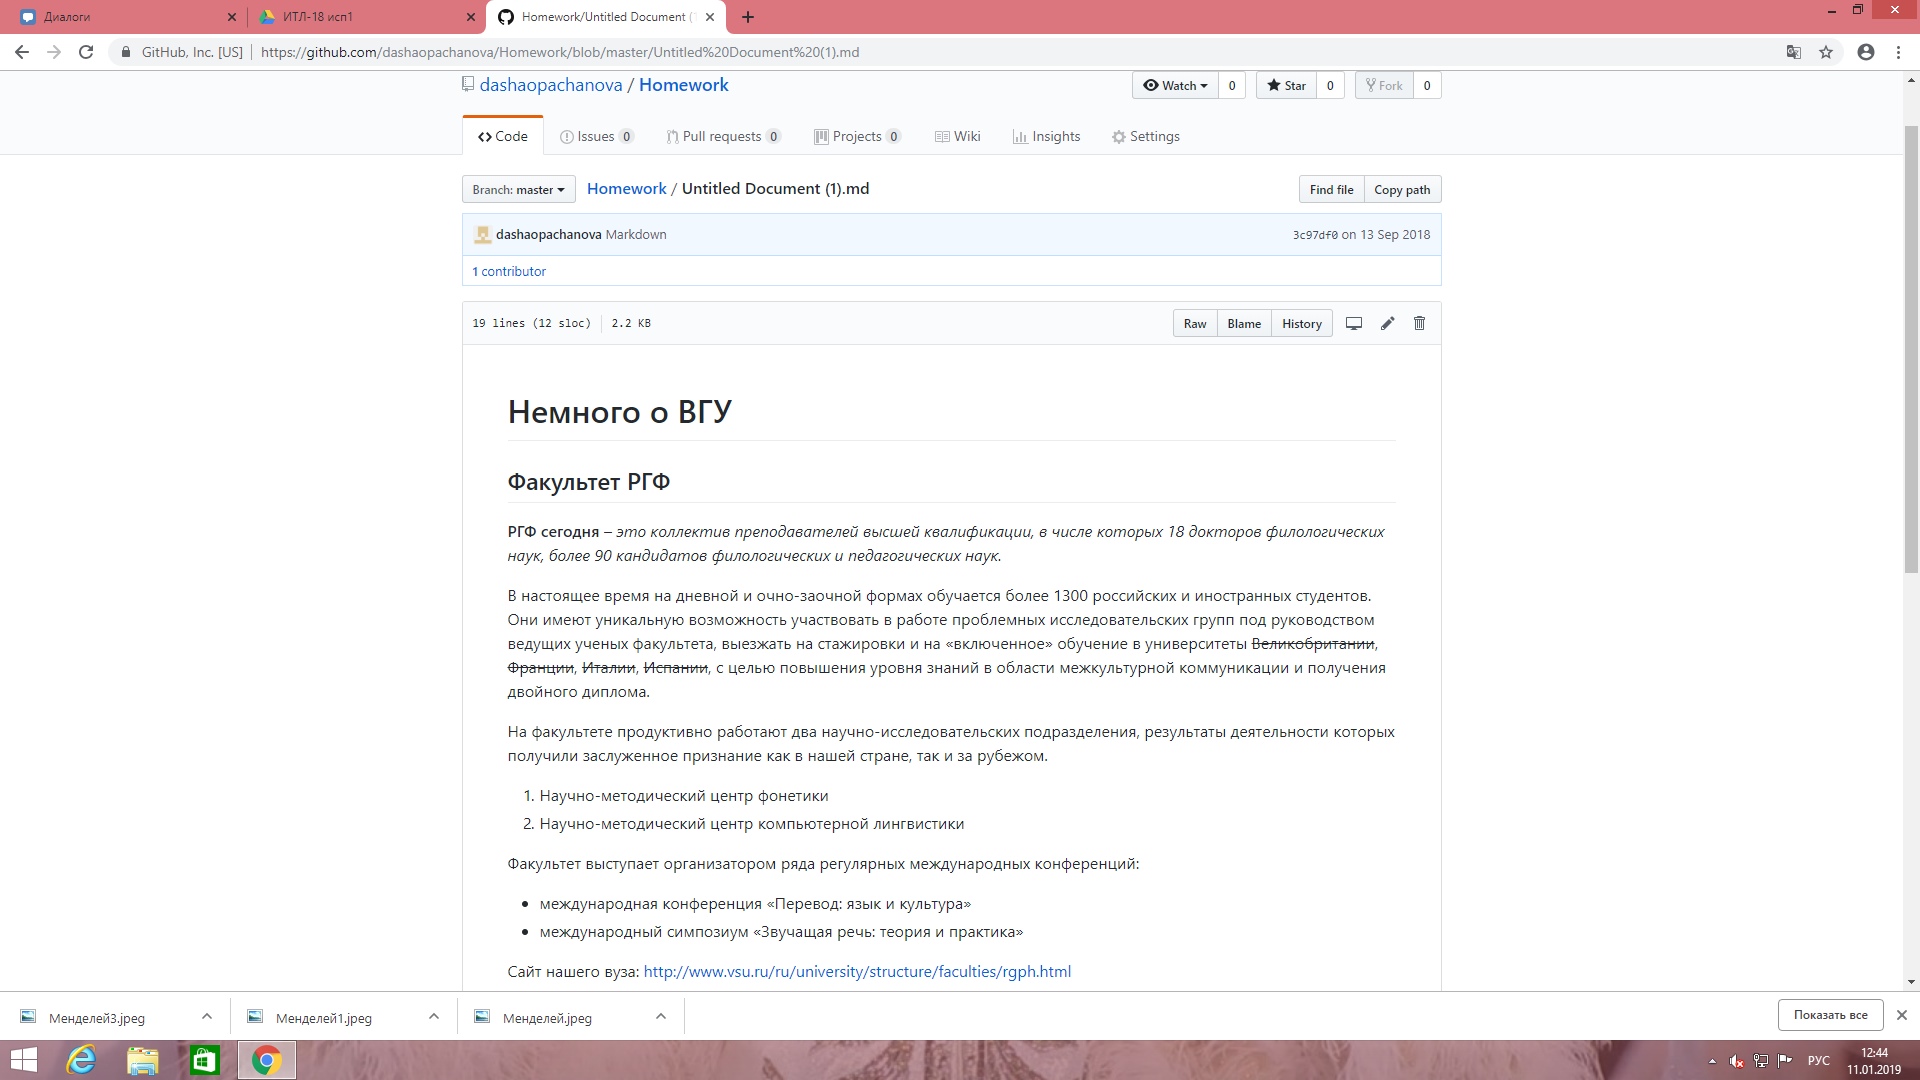 Диалоги
ИТЛ-18 исп1
Homework/Untitled Document (
GitHub, Inc. [US]
https://github.com/dashaopachanova/Homework/blob/master/Untitled%20Document%20(1).md
dashaopachanova / Homework
Watch 0
Star 0
Fork 0
Code
Issues 0
Pull requests 0
Projects 0
Wiki
Insights
Settings
Branch: master
Homework / Untitled Document (1).md
Find file
Copy path
dashaopachanova Markdown
3c97df0 on 13 Sep 2018
1 contributor
19 lines (12 sloc)
2.2 KB
Raw
Blame
History
Немного о ВГУ
Факультет РГФ
РГФ сегодня – это коллектив преподавателей высшей квалификации, в числе которых 18 докторов филологических
наук, более 90 кандидатов филологических и педагогических наук.
В настоящее время на дневной и очно-заочной формах обучается более 1300 российских и иностранных студентов.
Они имеют уникальную возможность участвовать в работе проблемных исследовательских групп под руководством
ведущих ученых факультета, выезжать на стажировки и на «включенное» обучение в университеты Великобритании,
Франции, Италии, Испании, с целью повышения уровня знаний в области межкультурной коммуникации и получения
двойного диплома.
На факультете продуктивно работают два научно-исследовательских подразделения, результаты деятельности которых
получили заслуженное признание как в нашей стране, так и за рубежом.
1. Научно-методический центр фонетики
2. Научно-методический центр компьютерной лингвистики
Факультет выступает организатором ряда регулярных международных конференций:
• международная конференция «Перевод: язык и культура»
• международный симпозиум «Звучащая речь: теория и практика»
Сайт нашего вуза: http://www.vsu.ru/ru/university/structure/faculties/rgph.html
Менделей3.jpeg
Менделей1.jpeg
Менделей.jpeg
Показать все
РУС
12:44
11.01.2019